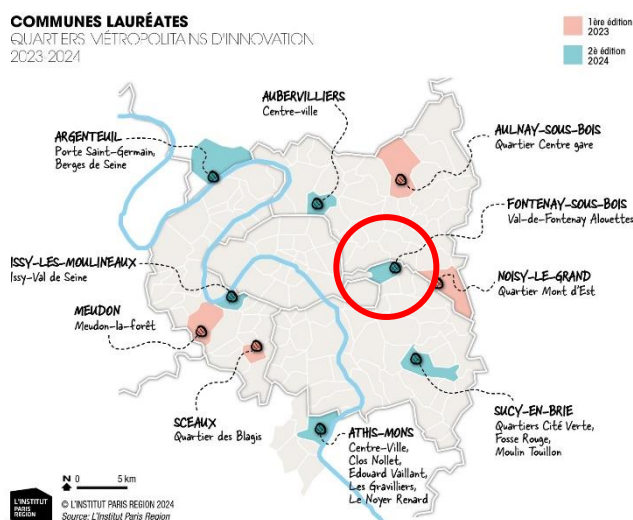 COMMUNES LAURÉATES
QUARTIERS MÉTROPOLITAINS D'INNOVATION
2023-2024
1ère édition
2023
2è édition
2024
AUBERVILLIERS
Centre-ville
ARGENTEUIL
Porte Saint-Germain,
Berges de Seine
AULNAY-SOUS-BOIS
Quartier Centre gare
FONTENAY-SOUS-BOIS
Val-de-Fontenay Alouettes
ISSY-LES-MOULINEAUX
Issy-Val de Seine
NOISY-LE-GRAND
Quartier Mont d'Est
MEUDON
Meudon-la-forêt
SCEAUX
Quartier des Blagis
SUCY-EN-BRIE
Quartiers Cité Verte,
Fosse Rouge,
Moulin Touillon
ATHIS-MONS
Centre-Ville,
Clos Nollet,
Edouard Vaillant,
Les Gravilliers,
Le Noyer Renard
N 0 5 km
L'INSTITUT
PARIS
REGION
© L'INSTITUT PARIS REGION 2024
Source: L'Institut Paris Region